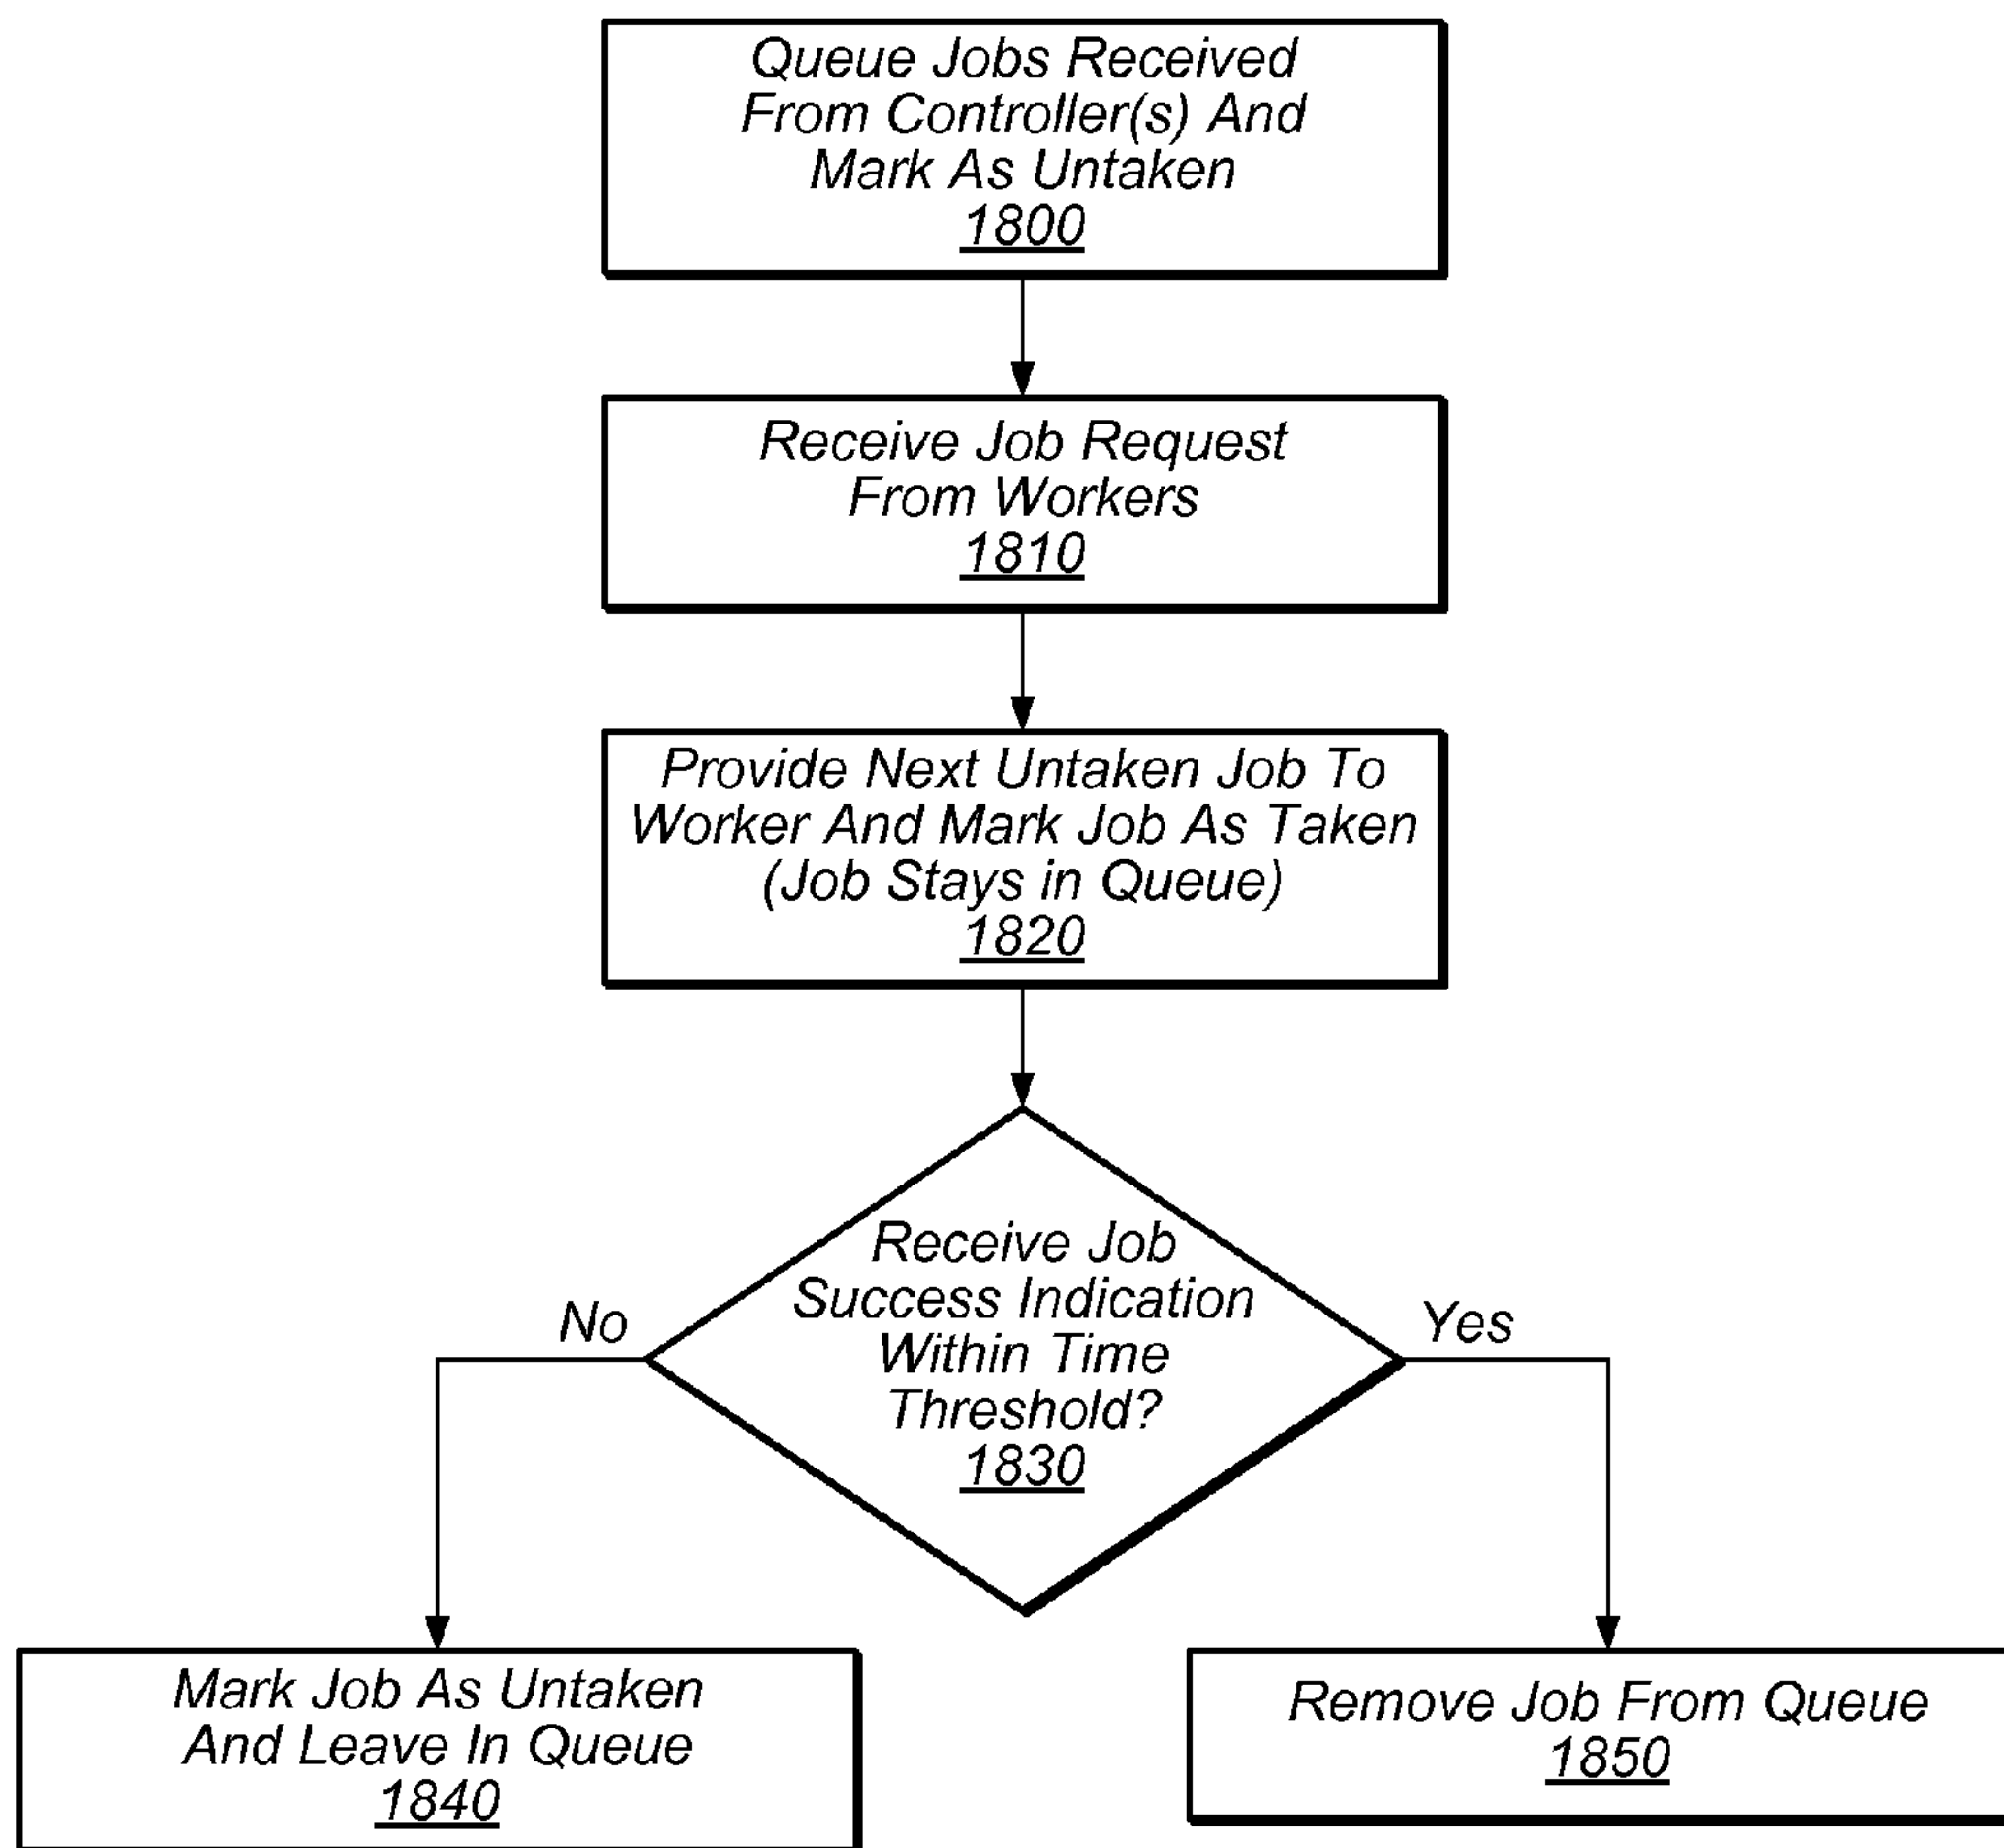 Queue Jobs Received
From Controller(s) And
Mark As Untaken
1800
Receive Job Request
From Workers
1810
Provide Next Untaken Job To
Worker And Mark Job As Taken
(Job Stays in Queue)
1820
Receive Job
Success Indication
Within Time
Threshold?
1830
No
Yes
Mark Job As Untaken
And Leave In Queue
1840
Remove Job From Queue
1850